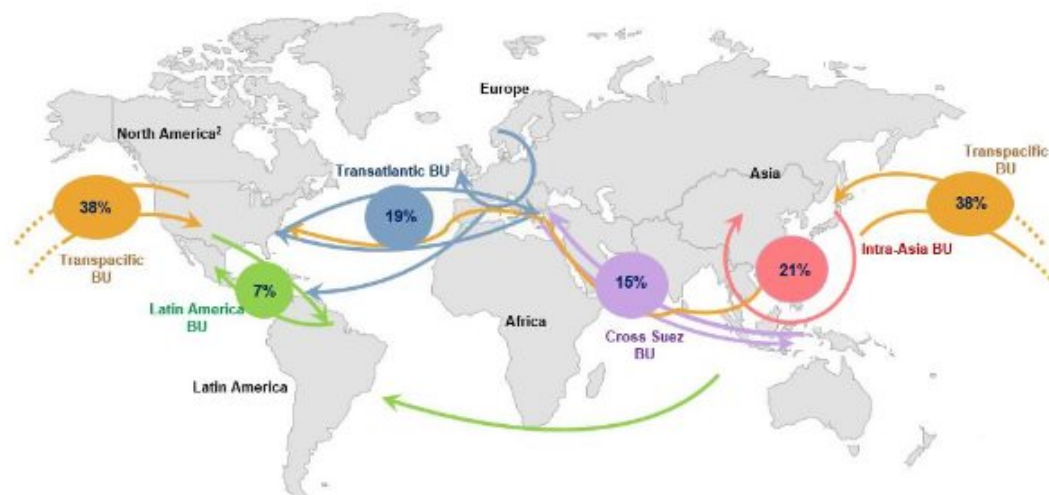 Europe
North America²
Transatlantic BU
Asia
Transpacific
BU
38%
19%
38%
Transpacific
BU
Intra-Asia BU
21%
15%
7%
Latin America
BU
Africa
Cross Suez
BU
Latin America